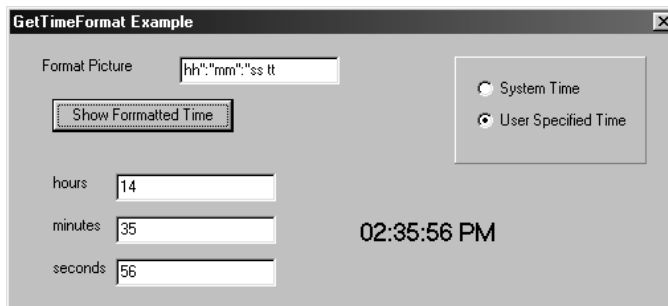 GetTimeFormat Example
Format Picture
hh":"mm":"ss tt
Show Forrmatted Time
System Time
User Specified Time
hours
14
minutes
35
seconds
56
02:35:56 PM